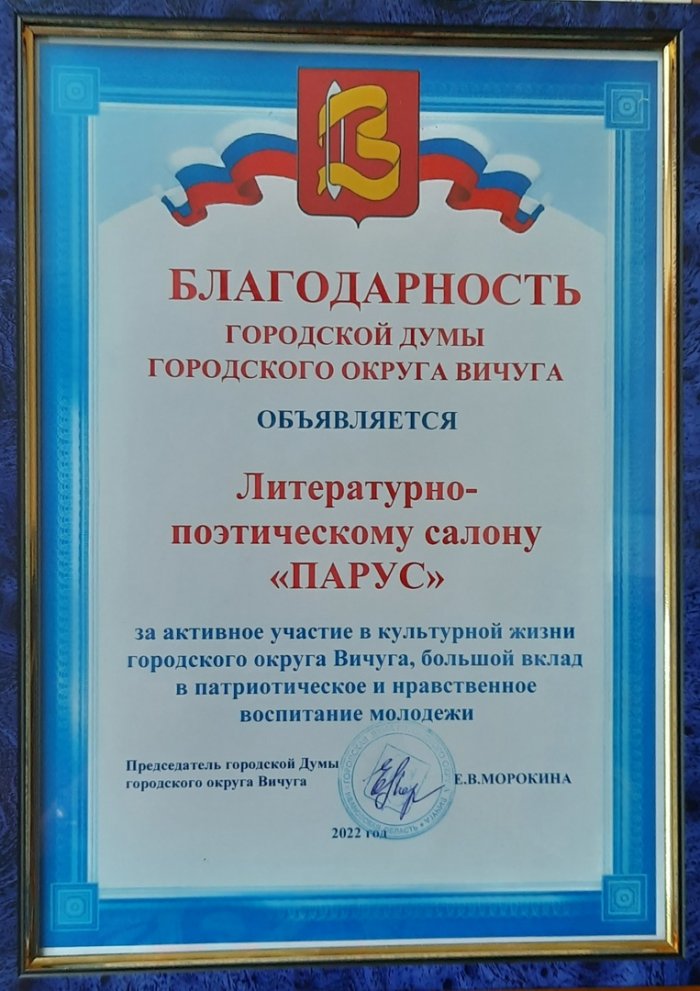 БЛАГОДАРНОСТЬ
ГОРОДСКОЙ ДУМЫ
ГОРОДСКОГО ОКРУГА ВИЧУГА
ОБЪЯВЛЯЕТСЯ
Литературно-
поэтическому салону
«ПАРУС»
за активное участие в культурной жизни
городского округа Вичуга, большой вклад
в патриотическое и нравственное
воспитание молодежи
Председатель городской Думы
городского округа Вичуга
Е.В.МОРОКИНА
2022 год